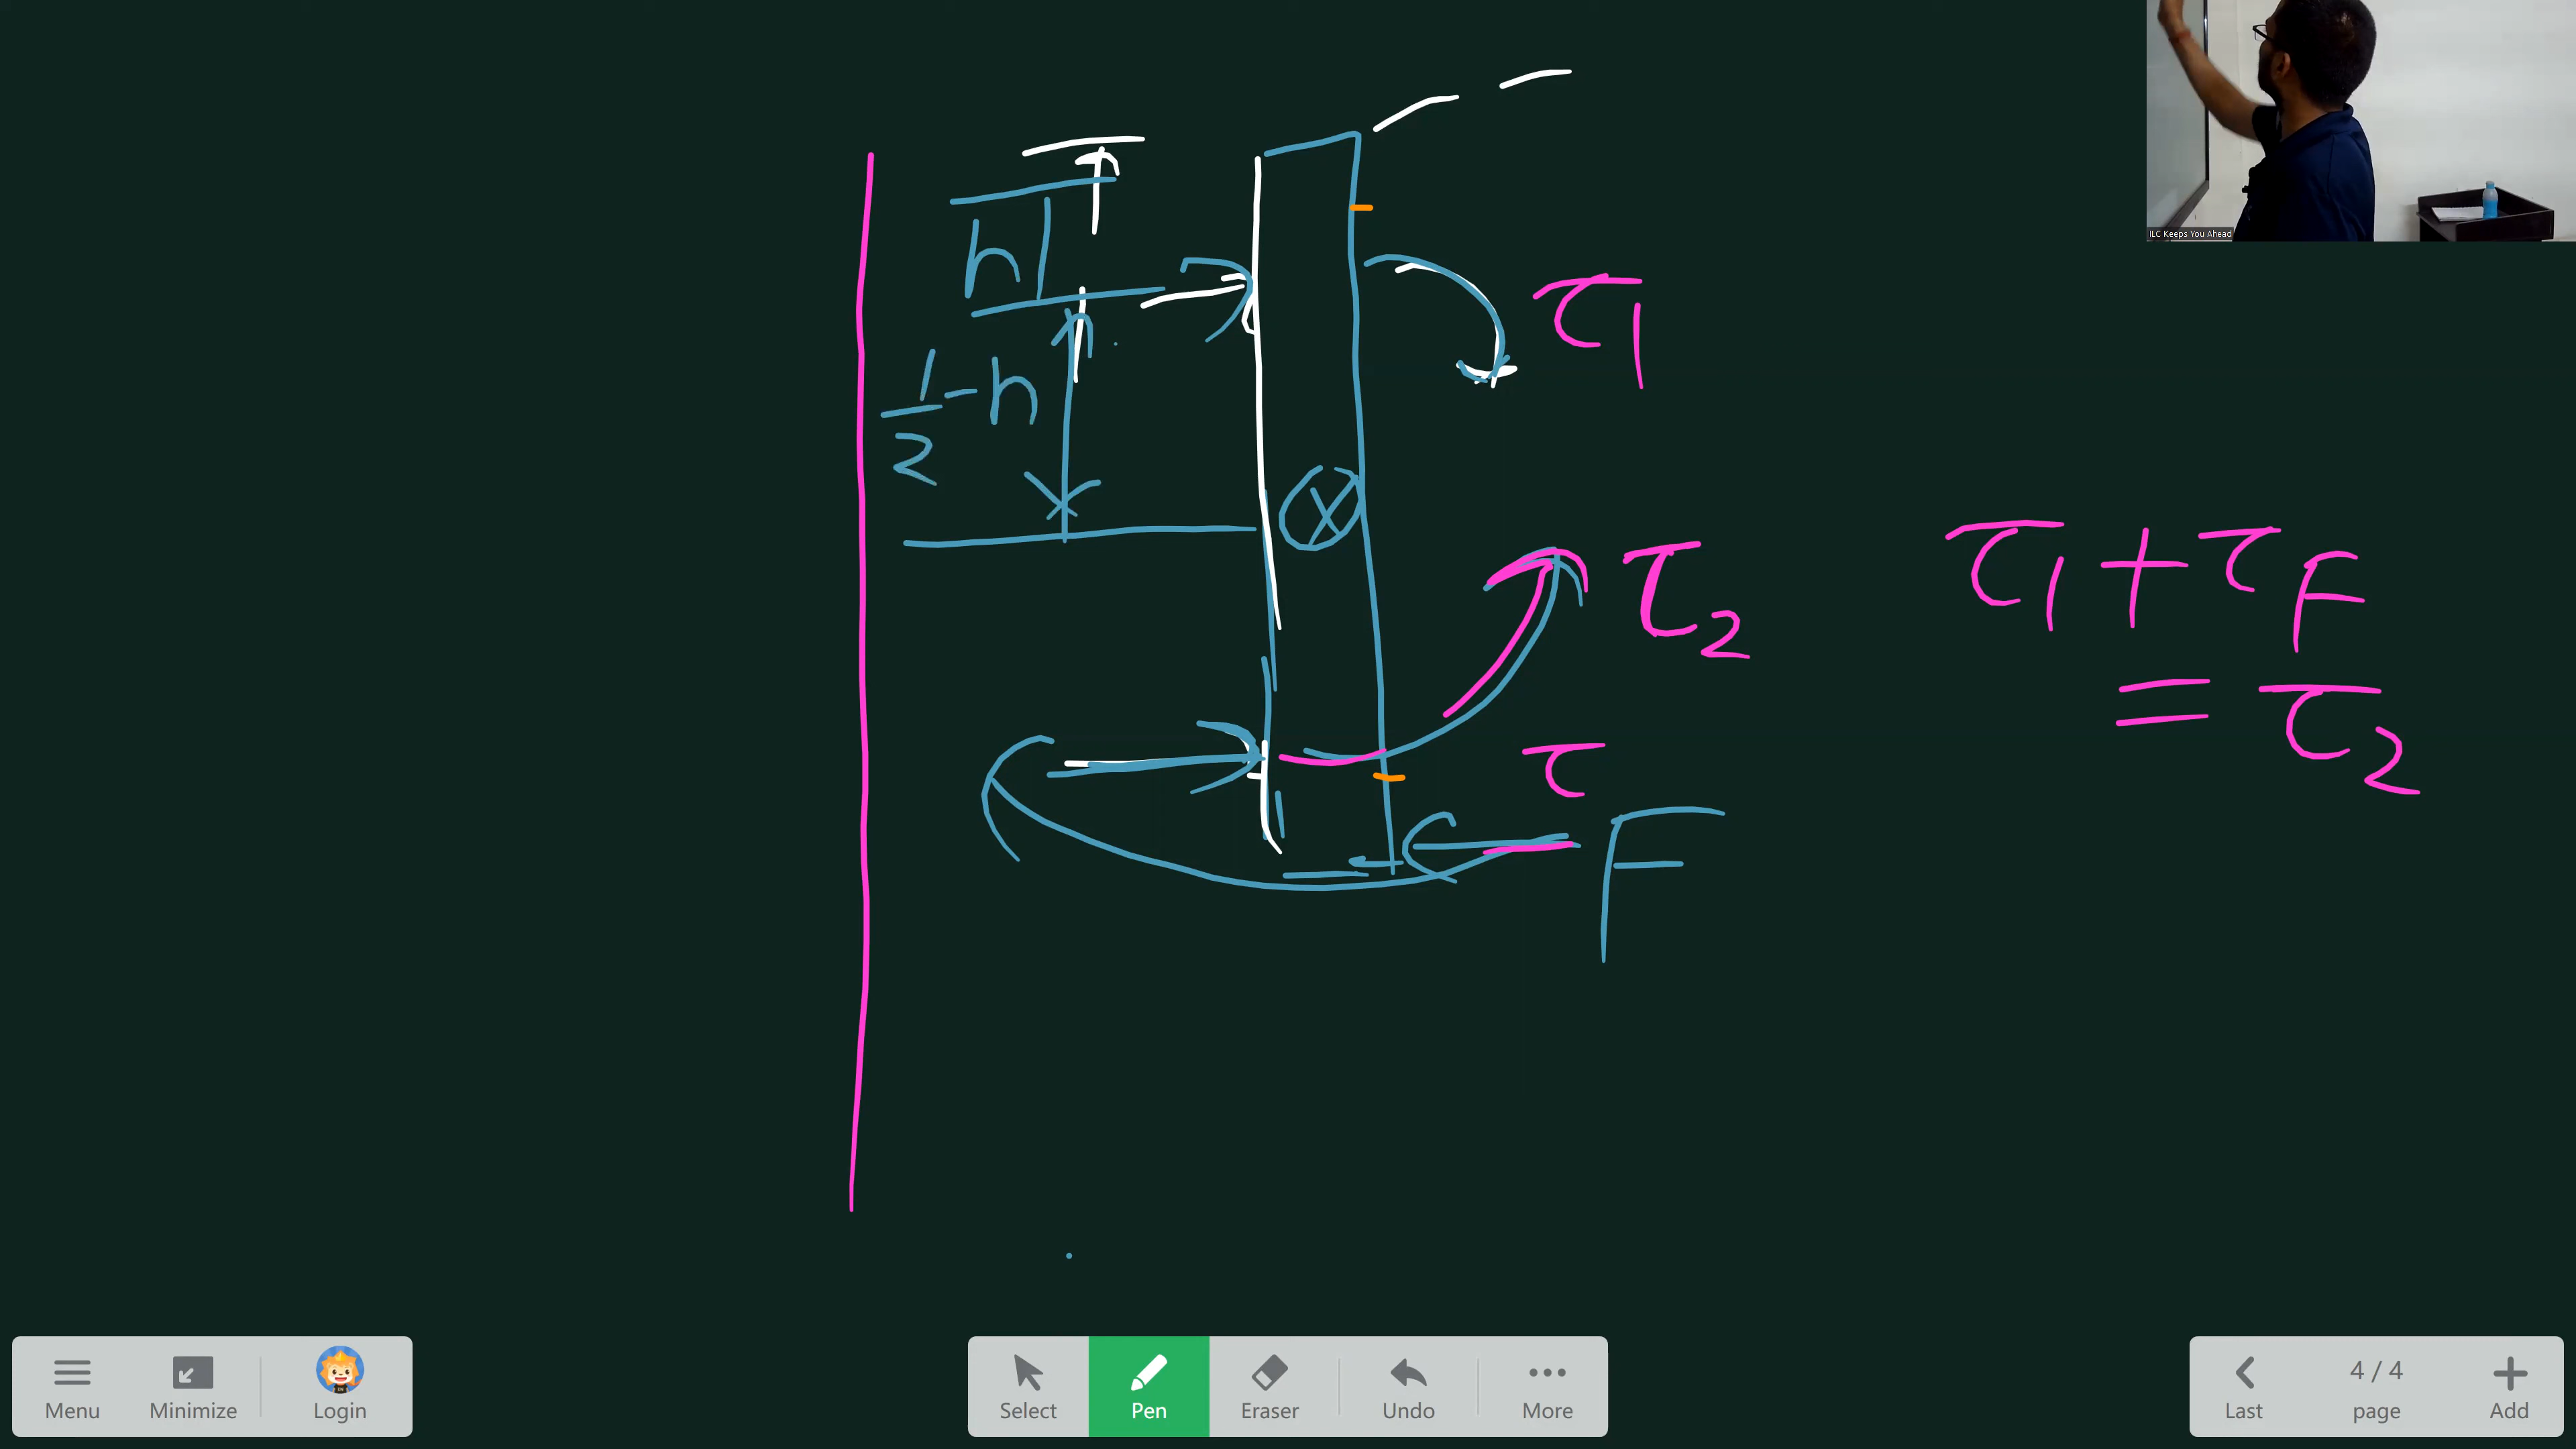 ILC Keeps You Ahead
h
1/2 - h
τ1
τ2
τ1 + τF
= τ2
τ
F
Menu
Minimize
Login
Select
Pen
Eraser
Undo
More
Last
4 / 4
page
Add